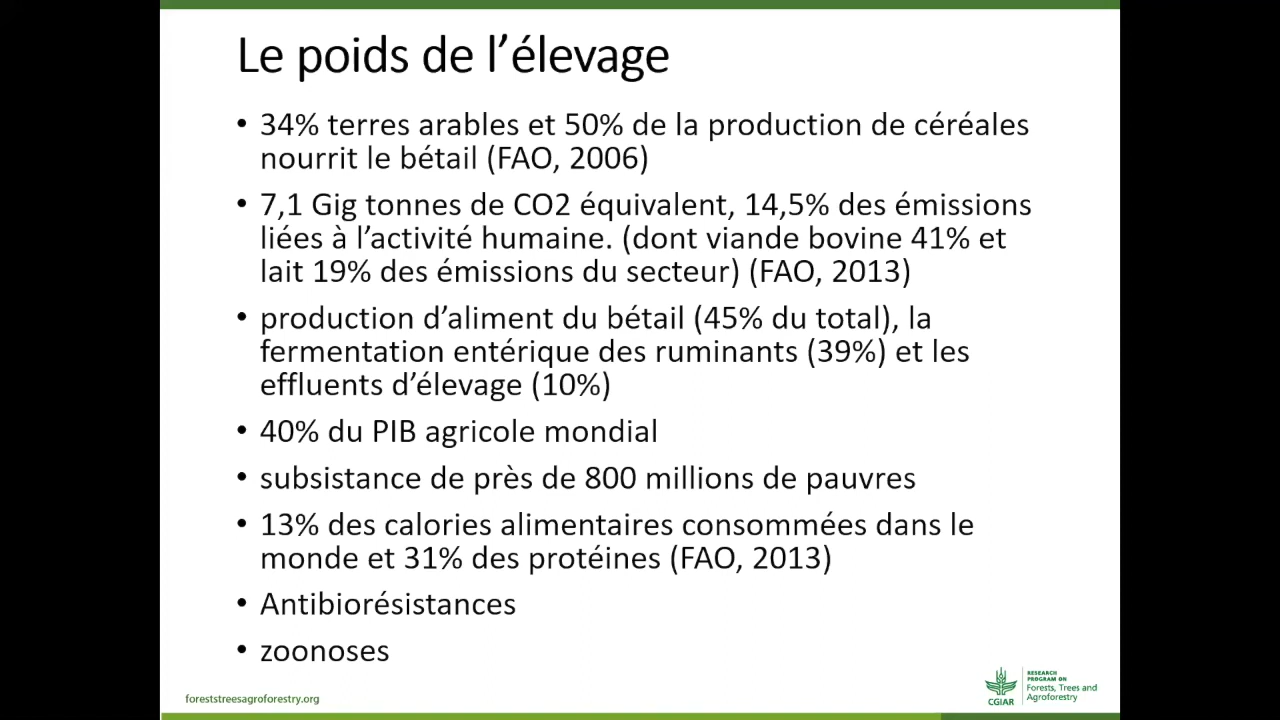 Le poids de l’élevage
• 34% terres arables et 50% de la production de céréales
nourrit le bétail (FAO, 2006)
• 7,1 Gig tonnes de CO2 équivalent, 14,5% des émissions
liées à l’activité humaine. (dont viande bovine 41% et
lait 19% des émissions du secteur) (FAO, 2013)
• production d’aliment du bétail (45% du total), la
fermentation entérique des ruminants (39%) et les
effluents d’élevage (10%)
• 40% du PIB agricole mondial
• subsistance de près de 800 millions de pauvres
• 13% des calories alimentaires consommées dans le
monde et 31% des protéines (FAO, 2013)
• Antibiorésistances
• zoonoses
foreststreesagroforestry.org
CGIAR
RESEARCH
PROGRAM ON
Forests, Trees and
Agroforestry